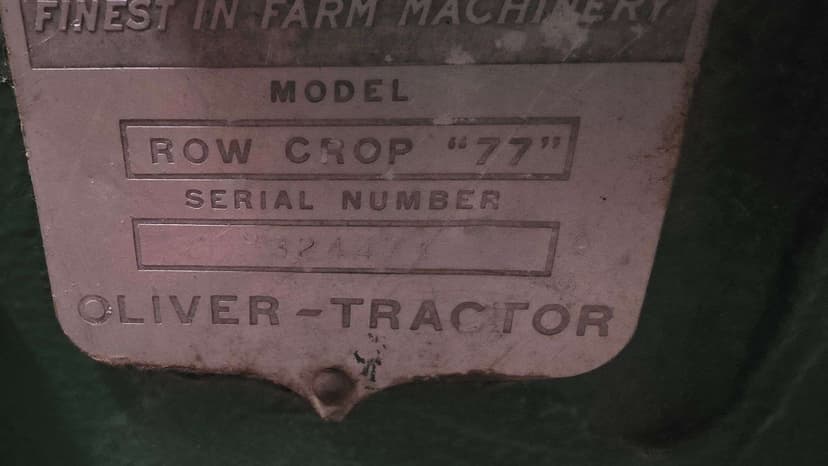 FINEST IN FARM MACHINERY
MODEL
ROW CROP "77"
SERIAL NUMBER
OLIVER-TRACTOR